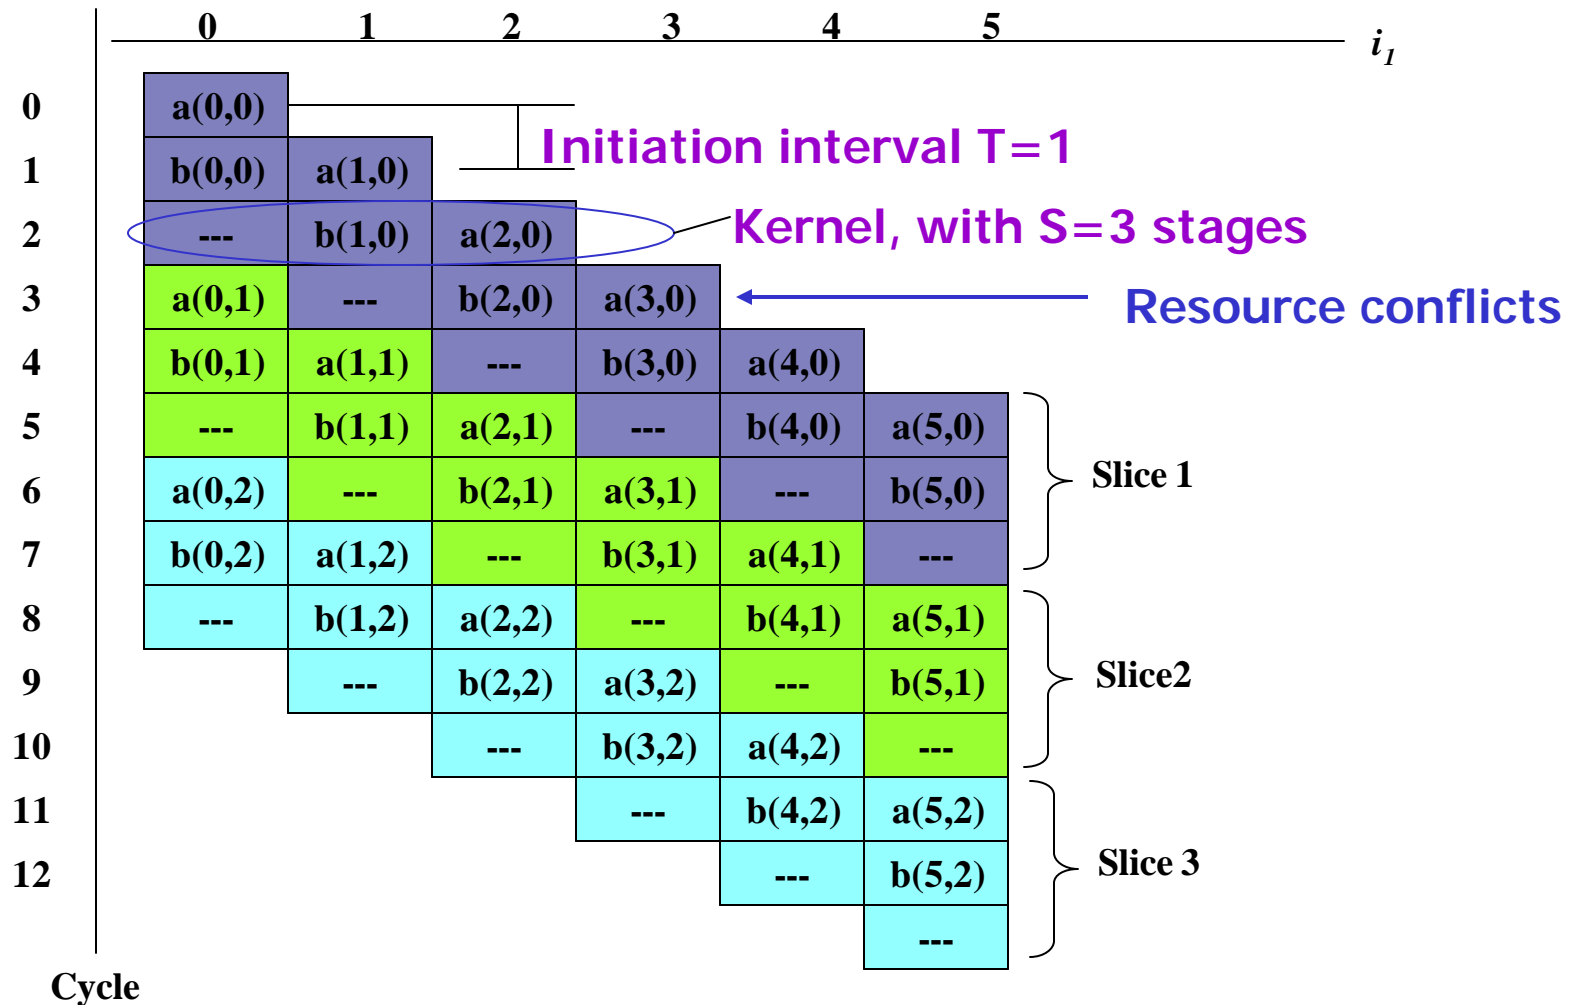 0 1 2 3 4 5
i1
0 a(0,0)
Initiation interval T=1
1 b(0,0) a(1,0)
2 --- b(1,0) a(2,0) Kernel, with S=3 stages
3 a(0,1) --- b(2,0) a(3,0) Resource conflicts
4 b(0,1) a(1,1) --- b(3,0) a(4,0)
5 --- b(1,1) a(2,1) --- b(4,0) a(5,0)
6 a(0,2) --- b(2,1) a(3,1) --- b(5,0) Slice 1
7 b(0,2) a(1,2) --- b(3,1) a(4,1) ---
8 --- b(1,2) a(2,2) --- b(4,1) a(5,1)
9 --- b(2,2) a(3,2) --- b(5,1) Slice2
10 --- b(3,2) a(4,2) ---
11 --- b(4,2) a(5,2)
12 --- b(5,2) Slice 3
---
Cycle